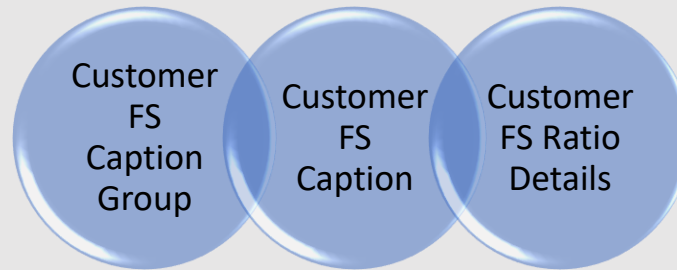 Customer
FS
Caption
Group
Customer
FS
Caption
Customer
FS Ratio
Details